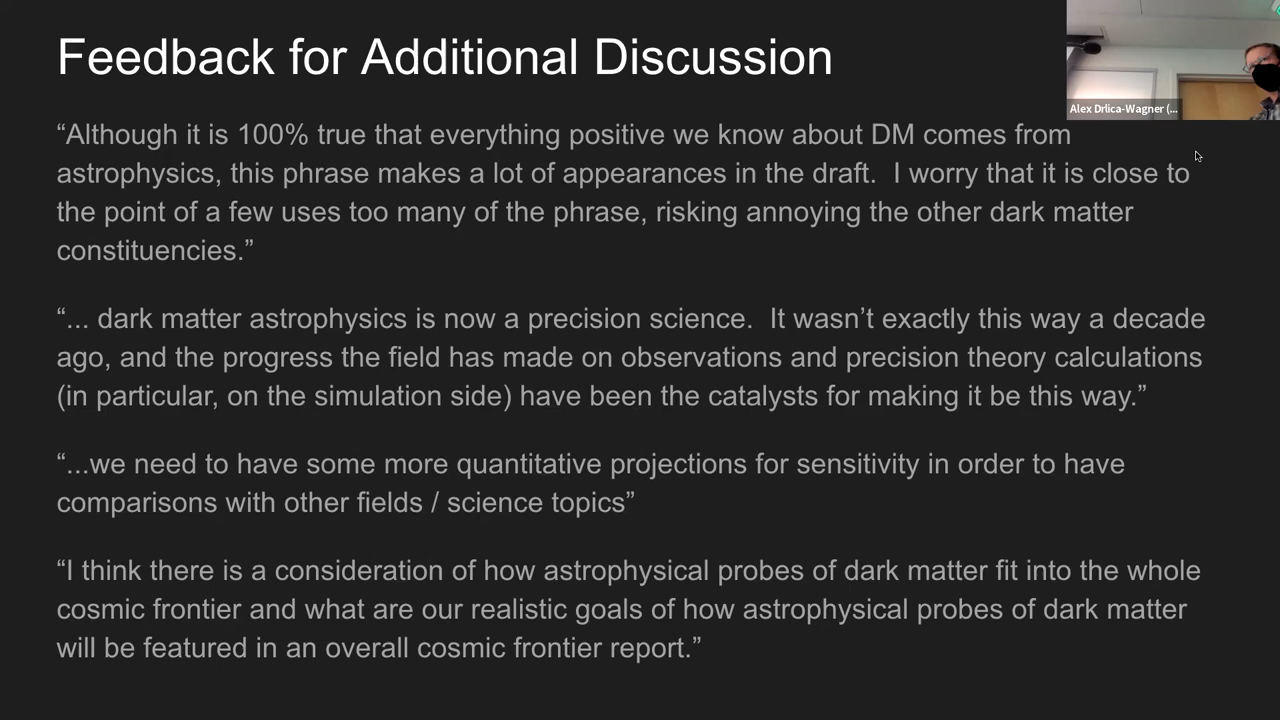 Feedback for Additional Discussion
Alex Drlica-Wagner (...
“Although it is 100% true that everything positive we know about DM comes from
astrophysics, this phrase makes a lot of appearances in the draft.  I worry that it is close to
the point of a few uses too many of the phrase, risking annoying the other dark matter
constituencies.”
“... dark matter astrophysics is now a precision science.  It wasn’t exactly this way a decade
ago, and the progress the field has made on observations and precision theory calculations
(in particular, on the simulation side) have been the catalysts for making it be this way.”
“...we need to have some more quantitative projections for sensitivity in order to have
comparisons with other fields / science topics”
“I think there is a consideration of how astrophysical probes of dark matter fit into the whole
cosmic frontier and what are our realistic goals of how astrophysical probes of dark matter
will be featured in an overall cosmic frontier report.”